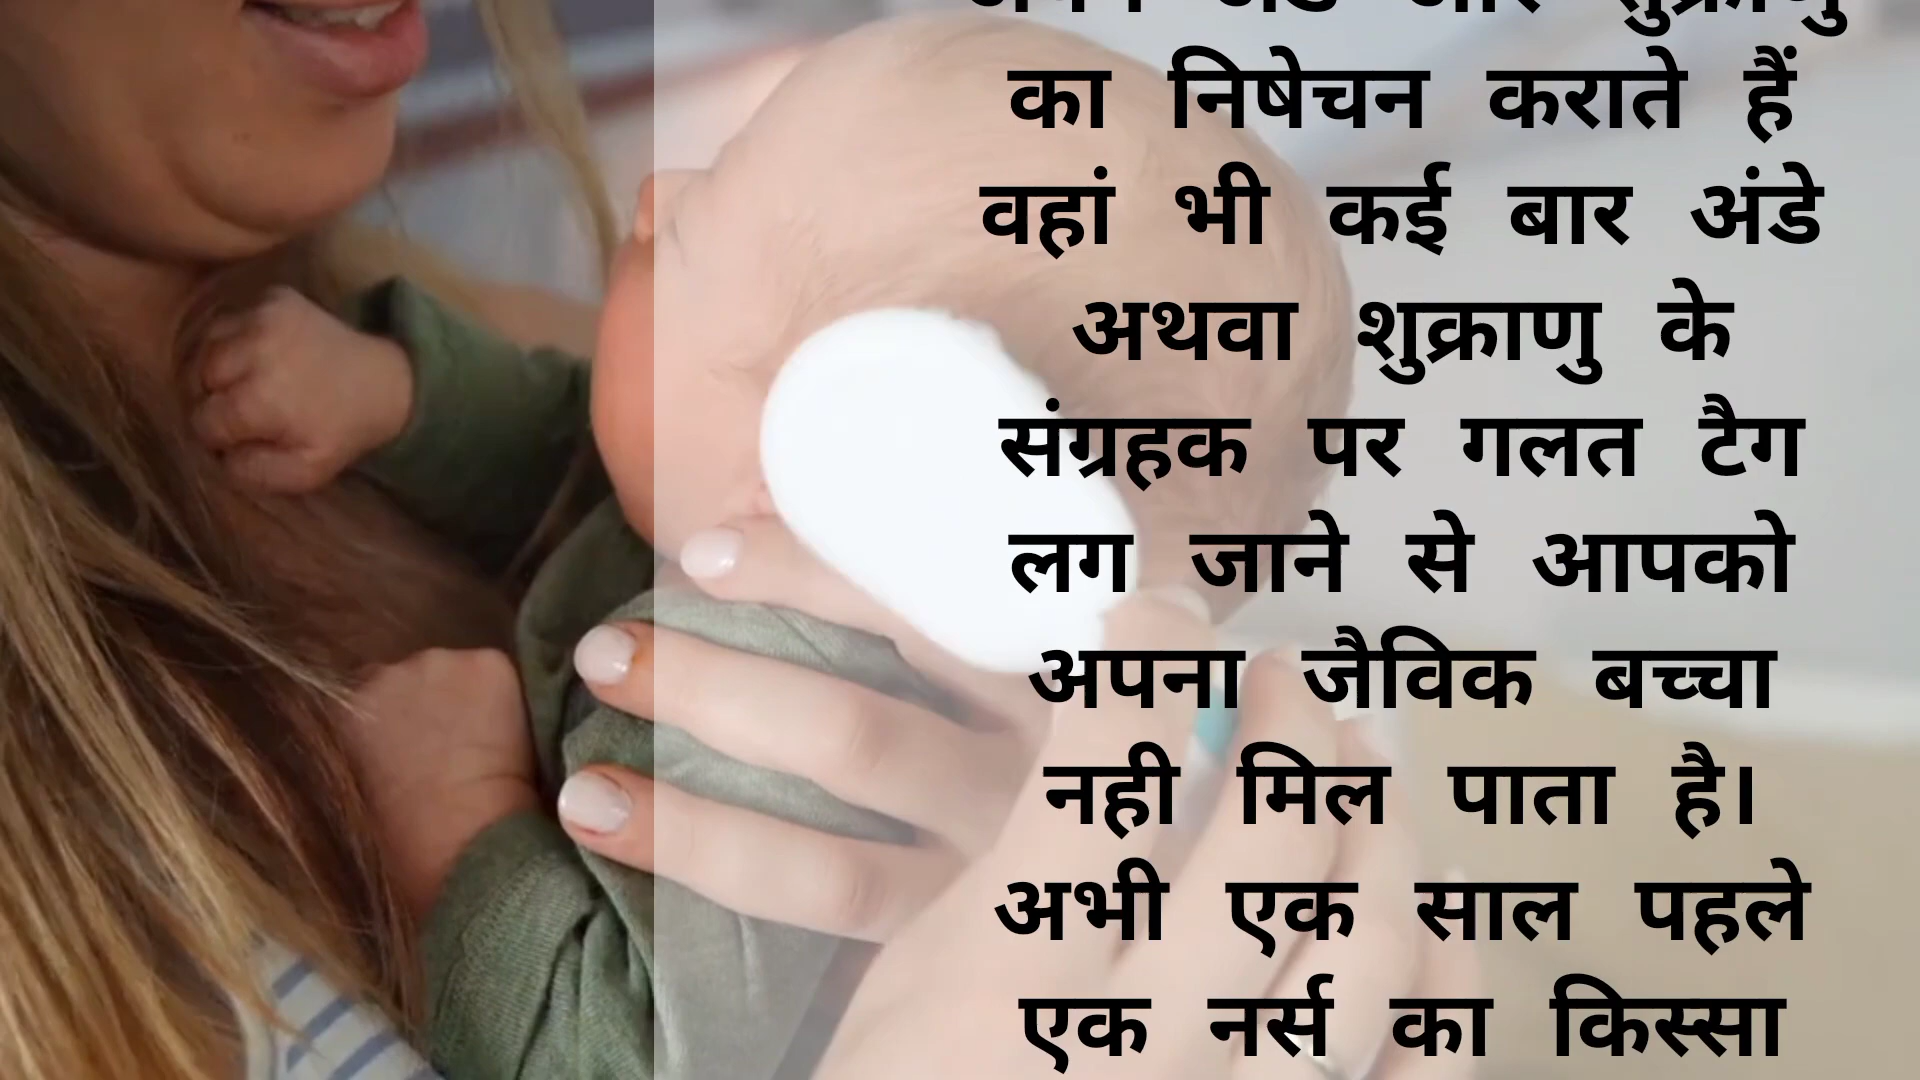 का निषेचन कराते हैं
वहां भी कई बार अंडे
अथवा शुक्राणु के
संग्रहक पर गलत टैग
लग जाने से आपको
अपना जैविक बच्चा
नही मिल पाता है।
अभी एक साल पहले
एक नर्स का किस्सा